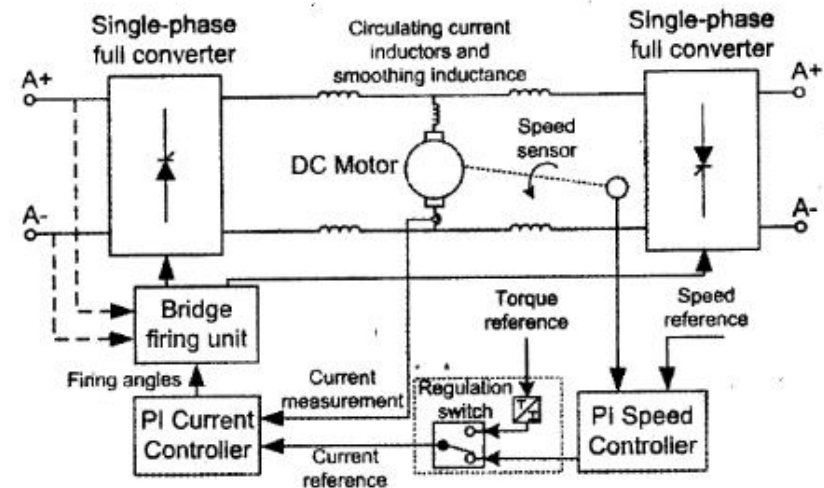 Single-phase
full converter
Circulating current
inductors and
smoothing inductance
Single-phase
full converter
A+
A+
DC Motor
Speed
sensor
A-
A-
Bridge
firing unit
Torque
reference
Speed
reference
Firing angles
Current
measurement
Regulation
switch
PI Current
Controller
PI Speed
Controller
Current
reference